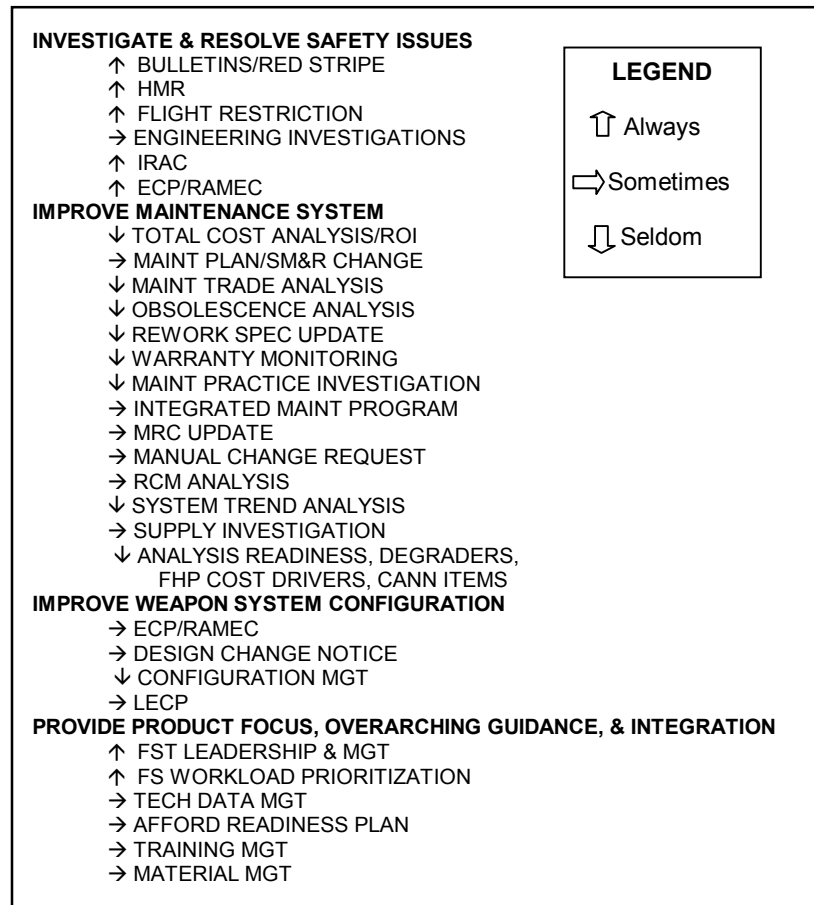 INVESTIGATE & RESOLVE SAFETY ISSUES
↑ BULLETINS/RED STRIPE
↑ HMR
↑ FLIGHT RESTRICTION
→ ENGINEERING INVESTIGATIONS
↑ IRAC
↑ ECP/RAMEC
IMPROVE MAINTENANCE SYSTEM
↓ TOTAL COST ANALYSIS/ROI
→ MAINT PLAN/SM&R CHANGE
↓ MAINT TRADE ANALYSIS
↓ OBSOLESCENCE ANALYSIS
↓ REWORK SPEC UPDATE
↓ WARRANTY MONITORING
↓ MAINT PRACTICE INVESTIGATION
→ INTEGRATED MAINT PROGRAM
→ MRC UPDATE
→ MANUAL CHANGE REQUEST
→ RCM ANALYSIS
↓ SYSTEM TREND ANALYSIS
→ SUPPLY INVESTIGATION
↓ ANALYSIS READINESS, DEGRADERS,
FHP COST DRIVERS, CANN ITEMS
IMPROVE WEAPON SYSTEM CONFIGURATION
→ ECP/RAMEC
→ DESIGN CHANGE NOTICE
↓ CONFIGURATION MGT
→ LECP
PROVIDE PRODUCT FOCUS, OVERARCHING GUIDANCE, & INTEGRATION
↑ FST LEADERSHIP & MGT
↑ FS WORKLOAD PRIORITIZATION
→ TECH DATA MGT
→ AFFORD READINESS PLAN
→ TRAINING MGT
→ MATERIAL MGT
LEGEND
⇧ Always
⇨ Sometimes
⇩ Seldom